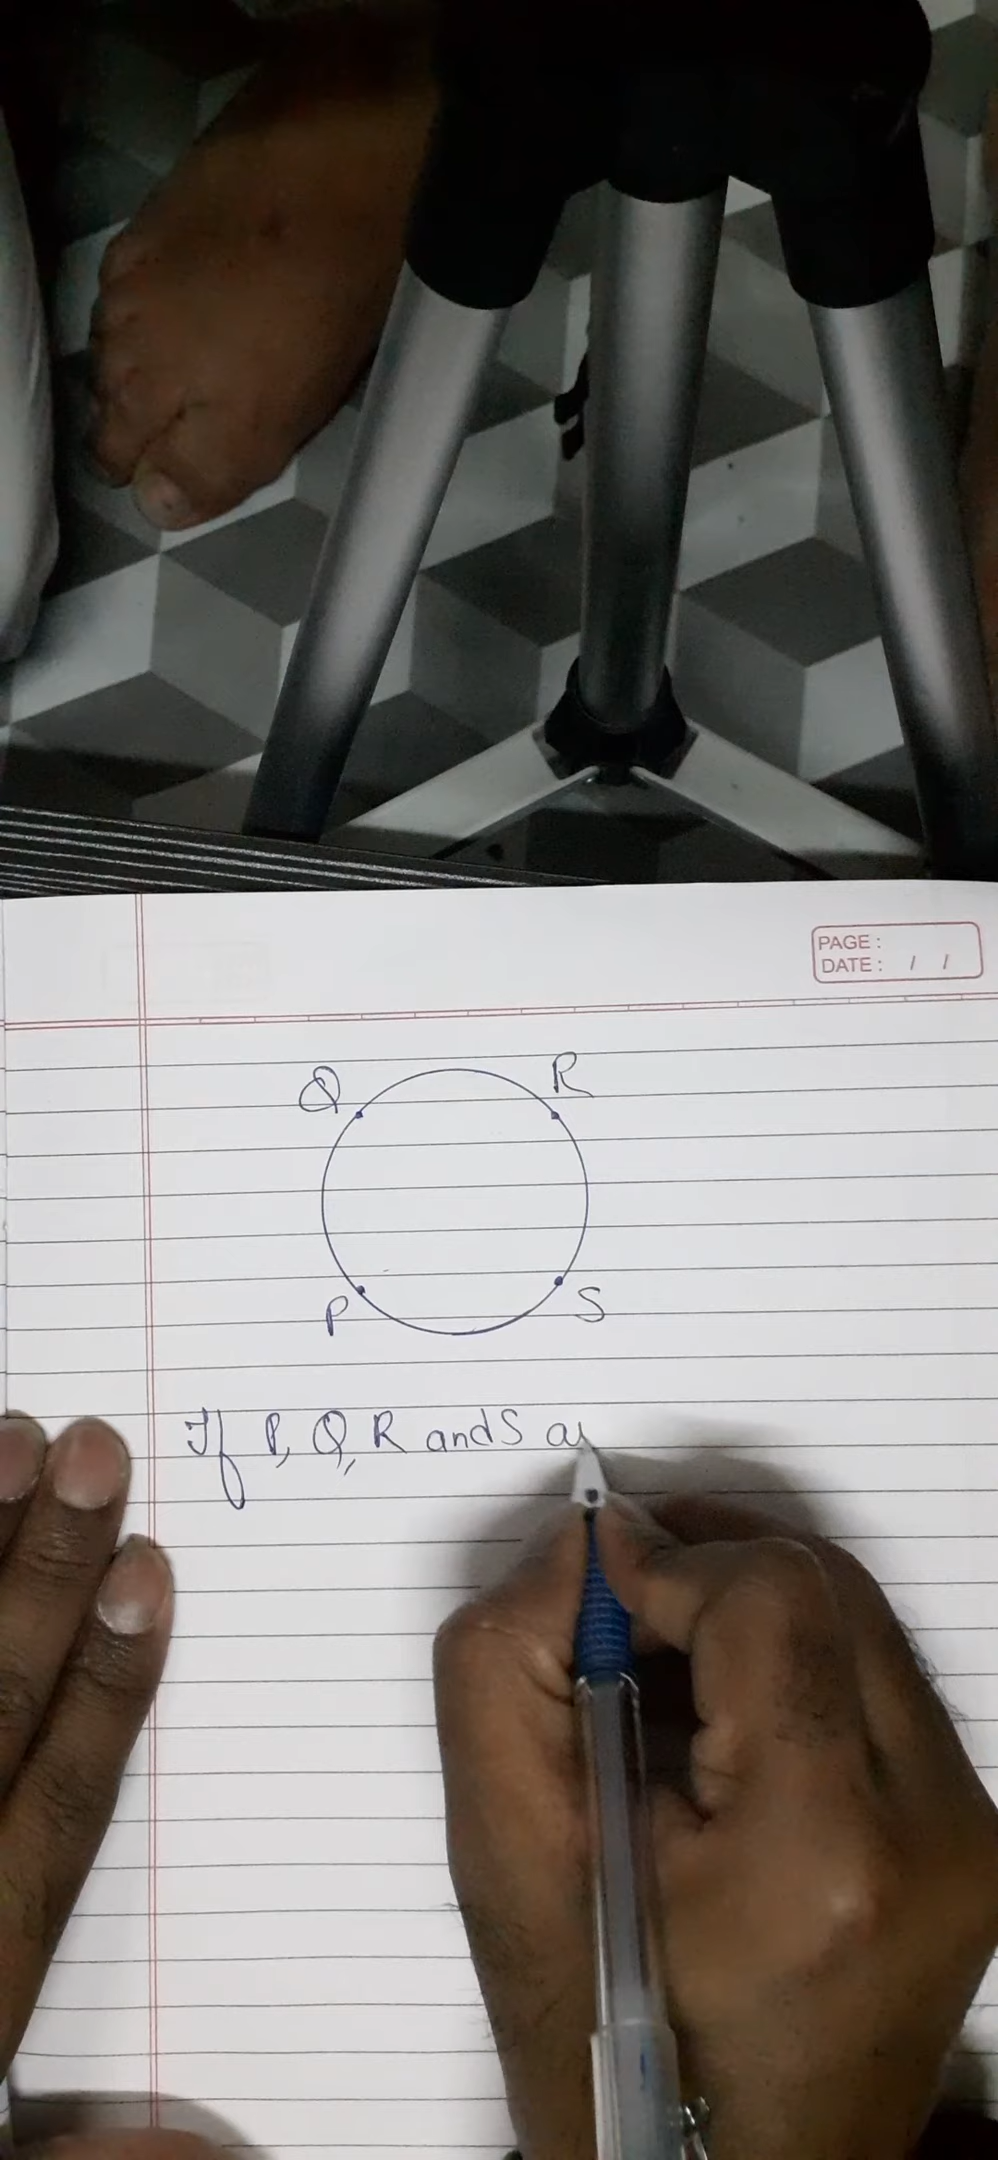 PAGE :
DATE : / /
Q R
P S
If P, Q, R and S a